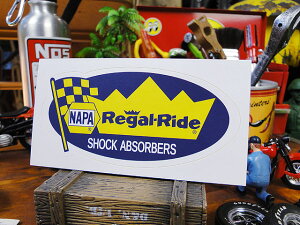 NOS
NAPA
Regal-Ride
SHOCK ABSORBERS